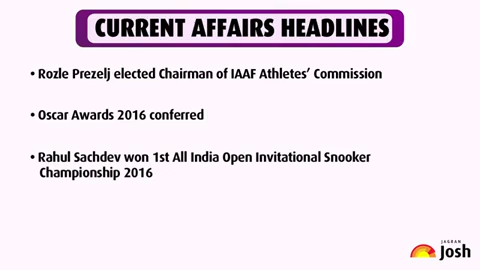 CURRENT AFFAIRS HEADLINES
• Rozle Prezelj elected Chairman of IAAF Athletes’ Commission
• Oscar Awards 2016 conferred
• Rahul Sachdev won 1st All India Open Invitational Snooker
Championship 2016
JAGRAN
Josh